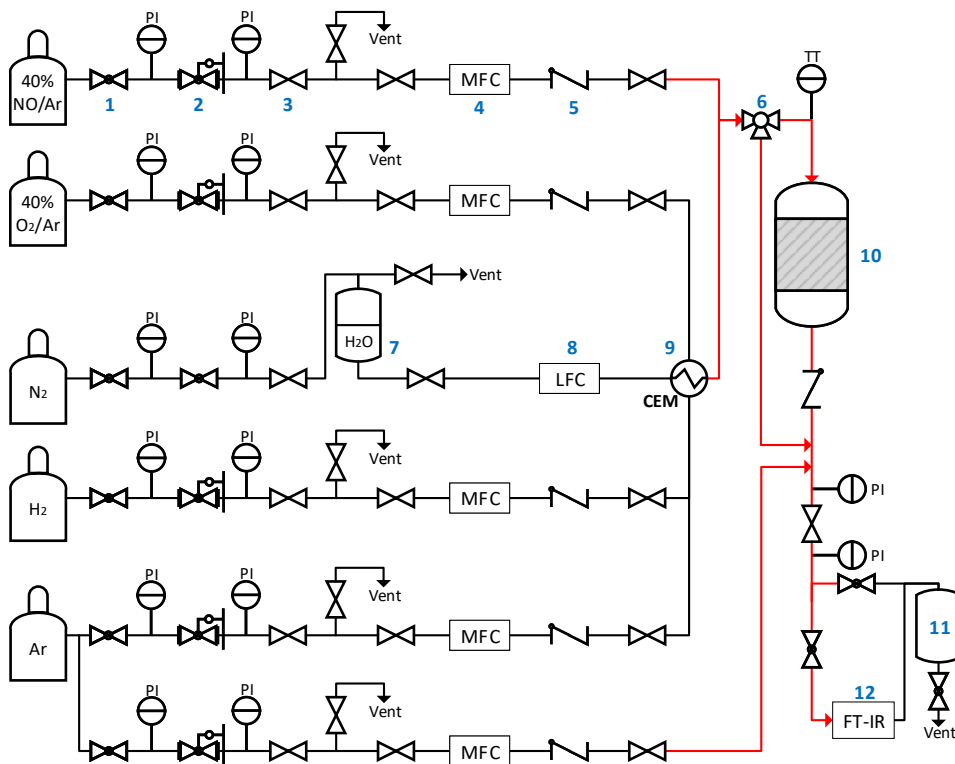 PI
PI
Vent
TT
40%
NO/Ar
MFC
1
2
3
4
5
6
PI
PI
Vent
40%
O₂/Ar
MFC
10
Vent
PI
PI
H₂O
7
8
9
N₂
LFC
CEM
PI
PI
Vent
H₂
MFC
PI
PI
PI
Vent
PI
Ar
MFC
11
PI
PI
Vent
12
MFC
FT-IR
Vent